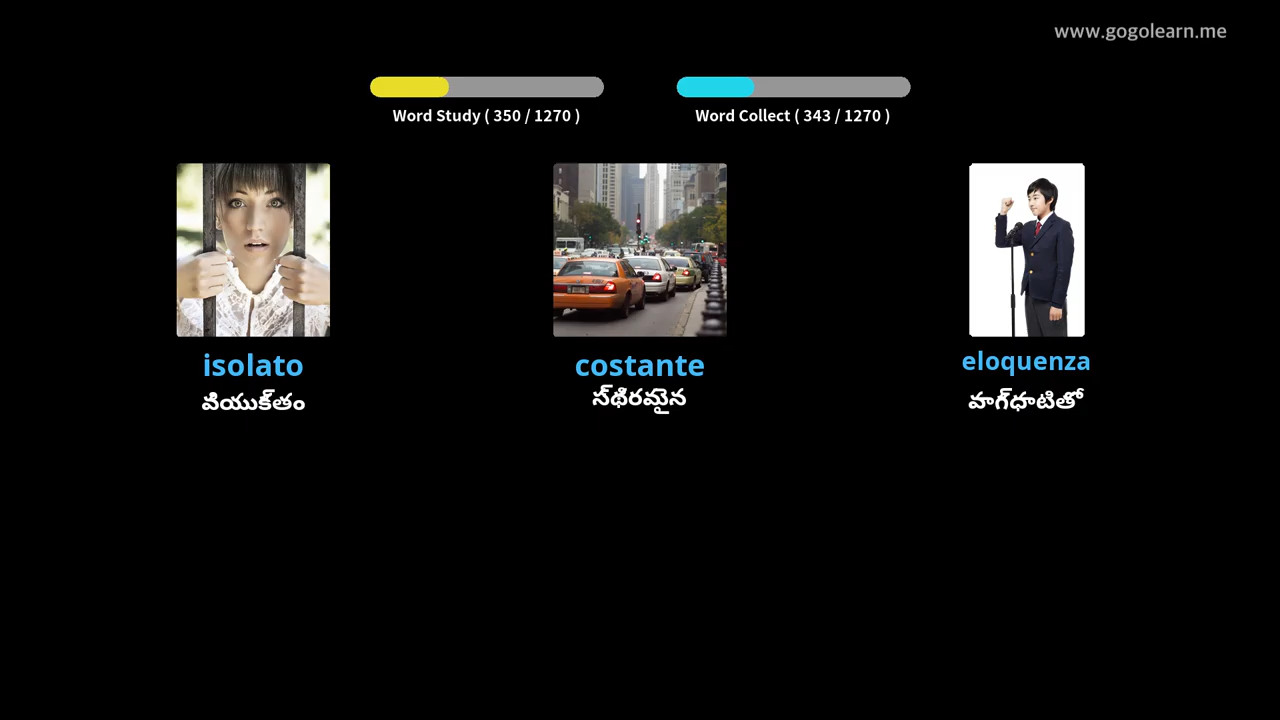 www.gogolearn.me
Word Study ( 350 / 1270 )
Word Collect ( 343 / 1270 )
isolato
costante
eloquenza
వియుక్తం
స్థిరమైన
వాగ్ధాటితో